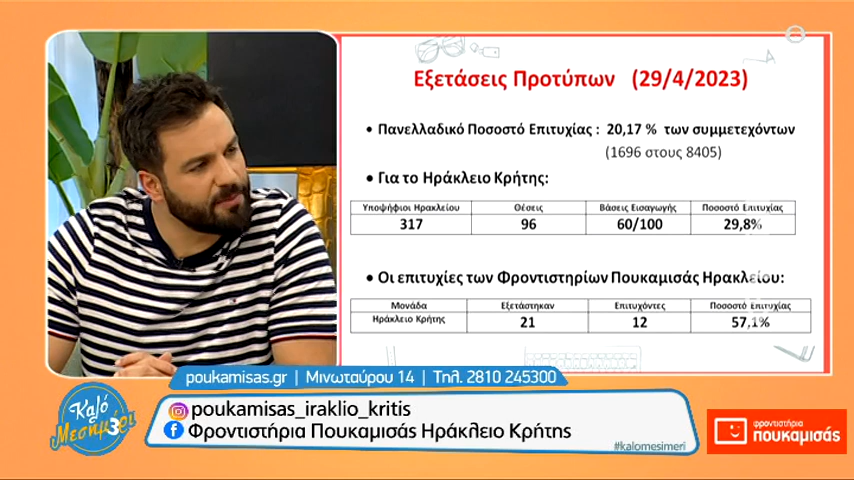 Εξετάσεις Προτύπων (29/4/2023)
• Πανελλαδικό Ποσοστό Επιτυχίας : 20,17 % των συμμετεχόντων
(1696 στους 8405)
• Για το Ηράκλειο Κρήτης:
Υποψήφιοι Ηρακλείου Θέσεις Βάσεις Εισαγωγής Ποσοστό Επιτυχίας
317 96 60/100 29,8%
• Οι επιτυχίες των Φροντιστηρίων Πουκαμισάς Ηρακλείου:
Μονάδα Εξετάστηκαν Επιτυχόντες Ποσοστό Επιτυχίας
Ηράκλειο Κρήτης 21 12 57,1%
poukamisas.gr | Μινωταύρου 14 | Τηλ. 2810 245300
poukamisas_iraklio_kritis
Φροντιστήρια Πουκαμισάς Ηράκλειο Κρήτης
#kalomesimeri
Καλό
Μεσημέρι
3
φροντιστήρια
πουκαμισάς